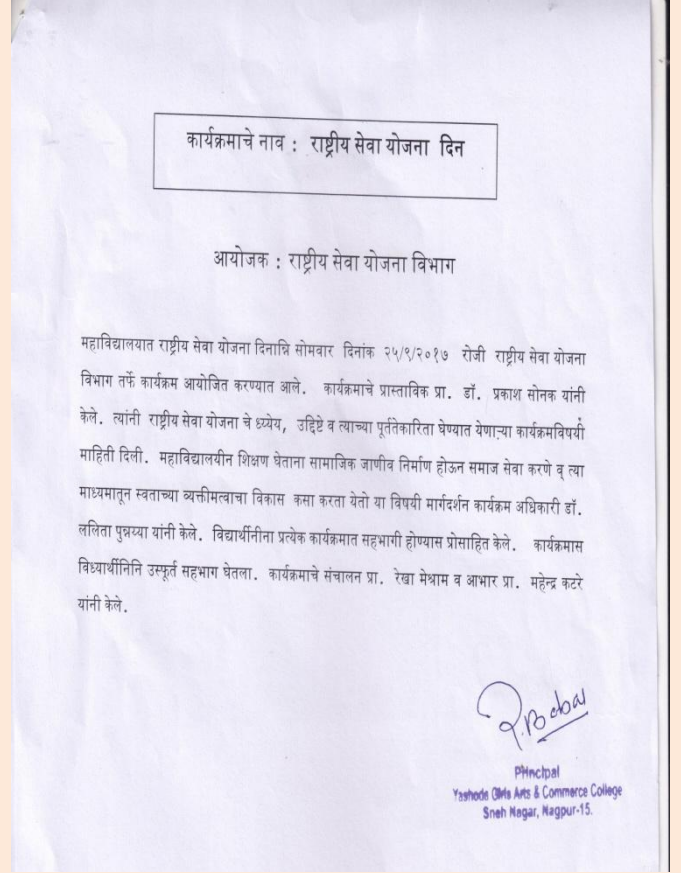 कार्यक्रमाचे नाव : राष्ट्रीय सेवा योजना दिन
आयोजक : राष्ट्रीय सेवा योजना विभाग
महाविद्यालयात राष्ट्रीय सेवा योजना दिनान्नि सोमवार दिनांक २५/९/२०१७ रोजी राष्ट्रीय सेवा योजना
विभाग तर्फे कार्यक्रम आयोजित करण्यात आले. कार्यक्रमाचे प्रास्ताविक प्रा. डॉ. प्रकाश सोनक यांनी
केले. त्यांनी राष्ट्रीय सेवा योजना चे ध्य्येय, उद्दिष्टे व त्याच्या पूर्ततेकारिता घेण्यात येणाऱ्या कार्यक्रमविषयी
माहिती दिली. महाविद्यालयीन शिक्षण घेताना सामाजिक जाणीव निर्माण होऊन समाज सेवा करणे व् त्या
माध्यमातून स्वताच्या व्यक्तीमत्वाचा विकास कसा करता येतो या विषयी मार्गदर्शन कार्यक्रम अधिकारी डॉ.
ललिता पुन्नय्या यांनी केले. विद्यार्थीनीना प्रत्येक कार्यक्रमात सहभागी होण्यास प्रोसाहित केले. कार्यक्रमास
विध्यार्थीनिनि उस्फूर्त सहभाग घेतला. कार्यक्रमाचे संचालन प्रा. रेखा मेश्राम व आभार प्रा. महेन्द्र कटरे
यांनी केले.
Principal
Yashoda Girls Arts & Commerce College
Sneh Nagar, Nagpur-15.